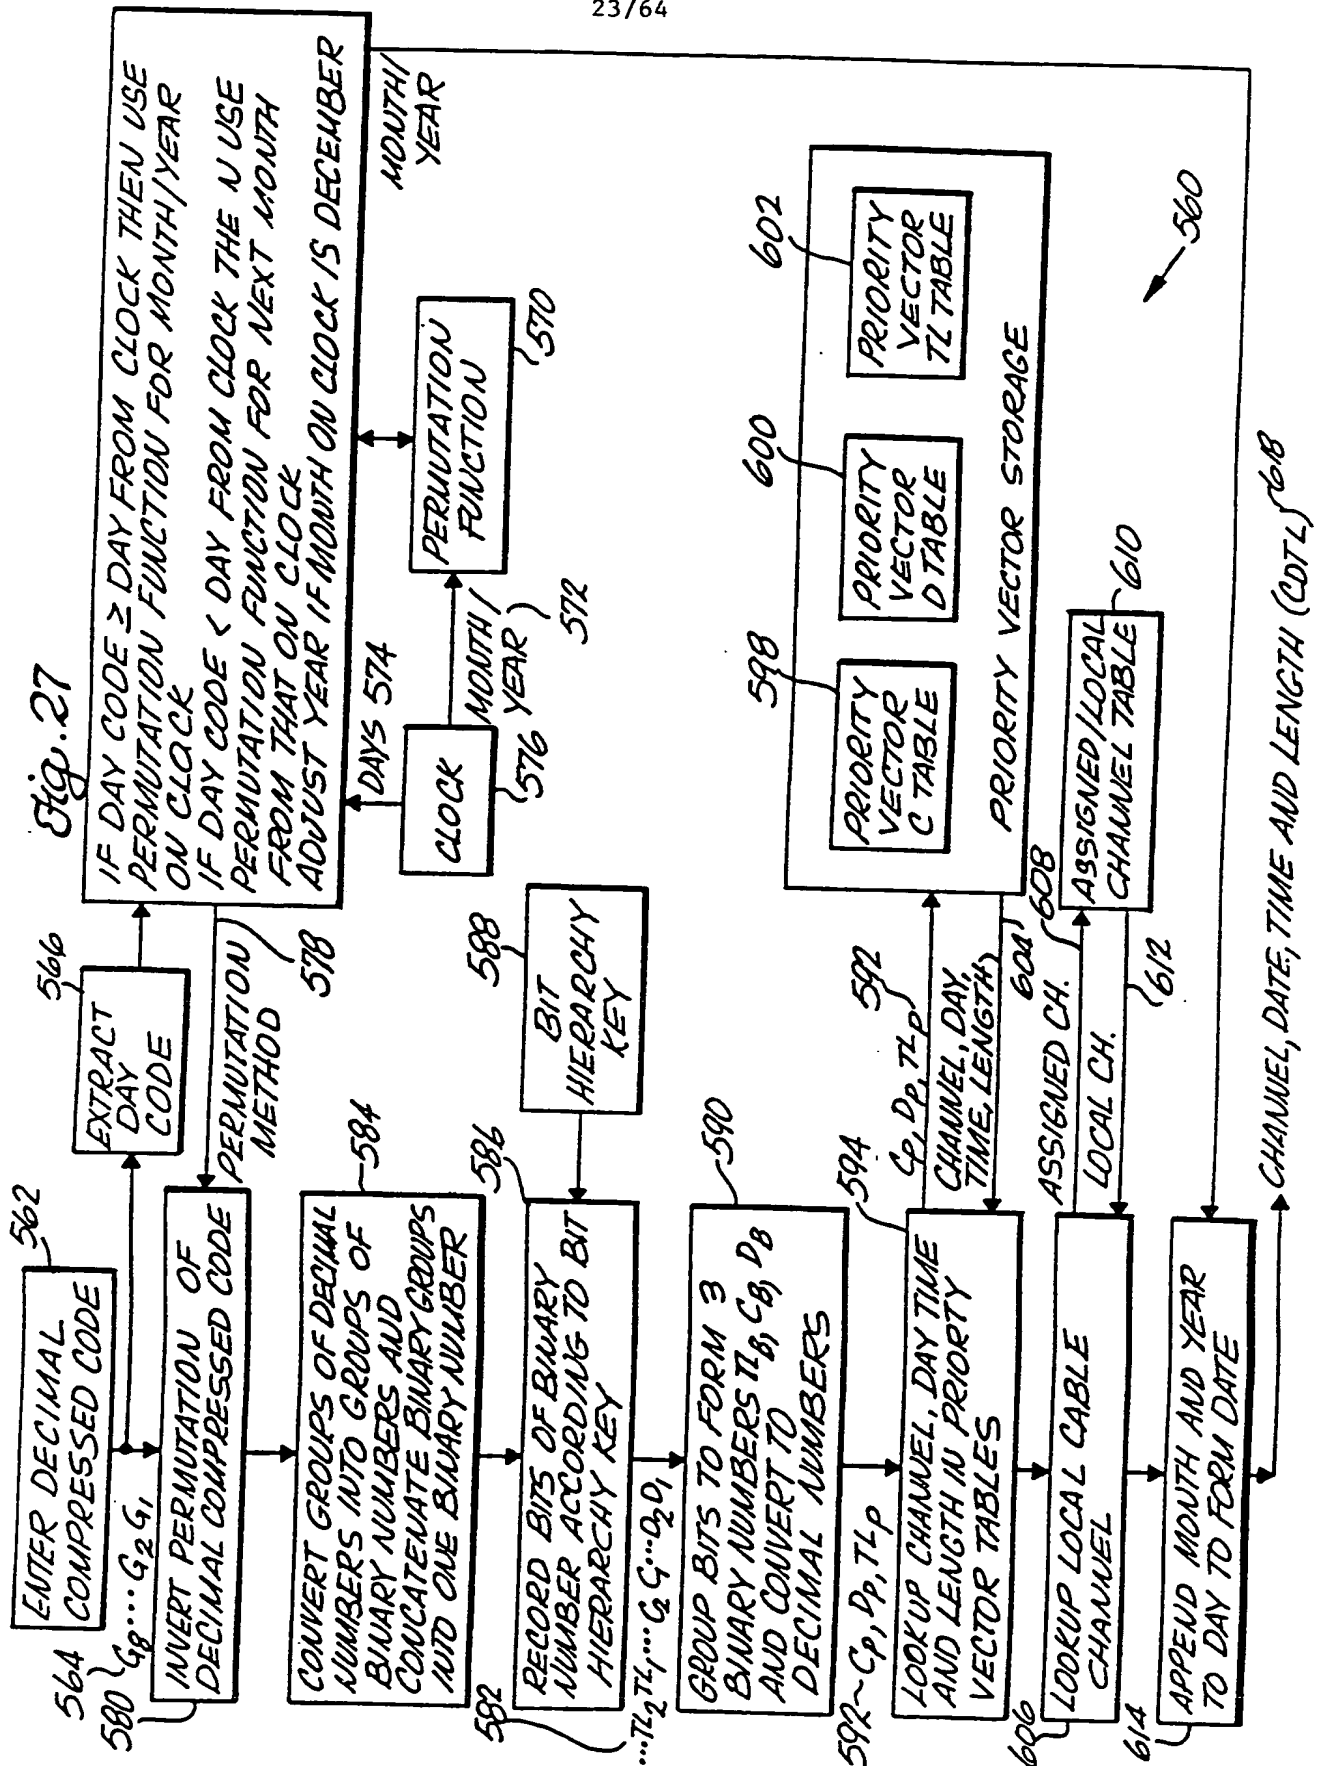 23/64
Fig. 27
562
ENTER DECIMAL
COMPRESSED CODE
564
G8 .... G2 G1
566
EXTRACT
DAY
CODE
IF DAY CODE ≥ DAY FROM CLOCK THEN USE
PERMUTATION FUNCTION FOR MONTH/YEAR
ON CLOCK
IF DAY CODE < DAY FROM CLOCK THE N USE
PERMUTATION FUNCTION FOR NEXT MONTH
FROM THAT ON CLOCK
ADJUST YEAR IF MONTH ON CLOCK IS DECEMBER
MONTH/
YEAR
578
PERMUTATION
METHOD
DAYS 574
CLOCK
576
MONTH/
YEAR
572
PERMUTATION
FUNCTION
570
580
INVERT PERMUTATION OF
DECIMAL COMPRESSED CODE
584
CONVERT GROUPS OF DECIMAL
NUMBERS INTO GROUPS OF
BINARY NUMBERS AND
CONCATENATE BINARY GROUPS
INTO ONE BINARY NUMBER
586
RECORD BITS OF BINARY
NUMBER ACCORDING TO BIT
HIERARCHY KEY
588
BIT
HIERARCHY
KEY
582
...TL2 TL1,... C2 C1 ... D2 D1
590
GROUP BITS TO FORM 3
BINARY NUMBERS TLB, CB, DB
AND CONVERT TO
DECIMAL NUMBERS
592~CP, DP, TLP
594
LOOKUP CHANNEL, DAY TIME
AND LENGTH IN PRIORTY
VECTOR TABLES
CP, DP, TLP
592
CHANNEL, DAY,
TIME, LENGTH
604
598
PRIORITY
VECTOR
C TABLE
600
PRIORITY
VECTOR
D TABLE
602
PRIORITY
VECTOR
TL TABLE
PRIORITY VECTOR STORAGE
560
606
LOOKUP LOCAL CABLE
CHANNEL
ASSIGNED CH.
608
LOCAL CH.
612
ASSIGNED/LOCAL
CHANNEL TABLE
610
614
APPEND MONTH AND YEAR
TO DAY TO FORM DATE
CHANNEL, DATE, TIME AND LENGTH (CDTL)
618